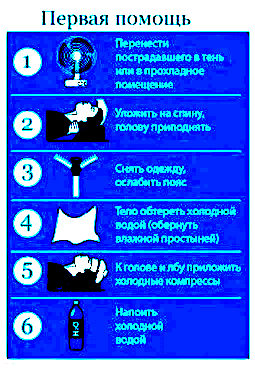 Первая помощь
1
Перенести
пострадавшего в тень
или в прохладное
помещение
2
Уложить на спину,
голову приподнять
3
Снять одежду,
ослабить пояс
4
Тело обтереть холодной
водой (обернуть
влажной простыней)
5
К голове и лбу приложить
холодные компрессы
6
Напоить
холодной
водой